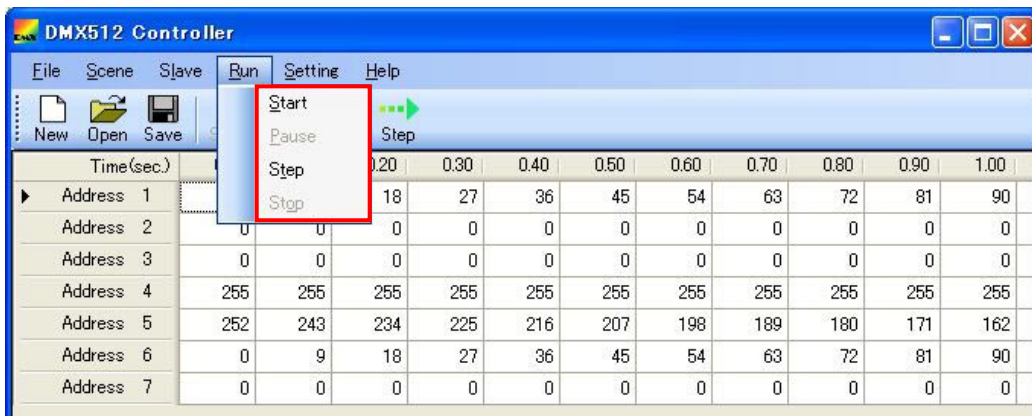 DMX512 Controller
File Scene Slave Run Setting Help
Start
Pause
Step
Stop
New Open Save Step
Time(sec.) 0.30 0.40 0.50 0.60 0.70 0.80 0.90 1.00
Address 1 18 27 36 45 54 63 72 81 90
Address 2 0 0 0 0 0 0 0 0 0 0 0
Address 3 0 0 0 0 0 0 0 0 0 0 0
Address 4 255 255 255 255 255 255 255 255 255 255 255
Address 5 252 243 234 225 216 207 198 189 180 171 162
Address 6 0 9 18 27 36 45 54 63 72 81 90
Address 7 0 0 0 0 0 0 0 0 0 0 0